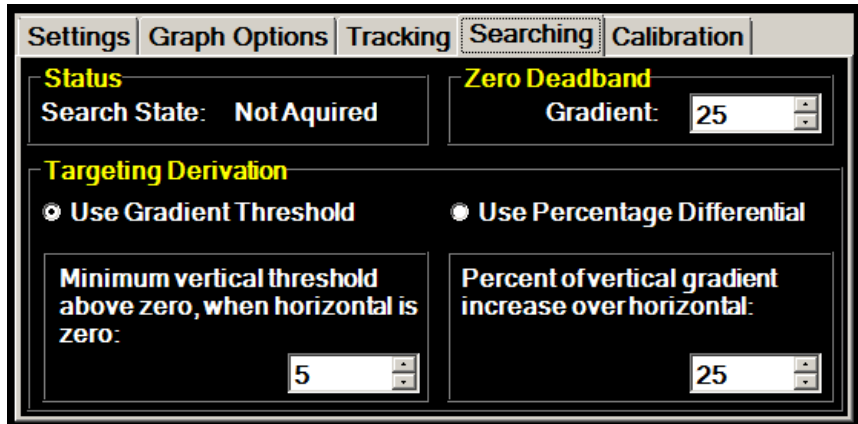 Settings Graph Options Tracking Searching Calibration
Status
Search State: Not Aquired
Zero Deadband
Gradient: 25
Targeting Derivation
Use Gradient Threshold
Use Percentage Differential
Minimum vertical threshold
above zero, when horizontal is
zero:
5
Percent of vertical gradient
increase over horizontal:
25